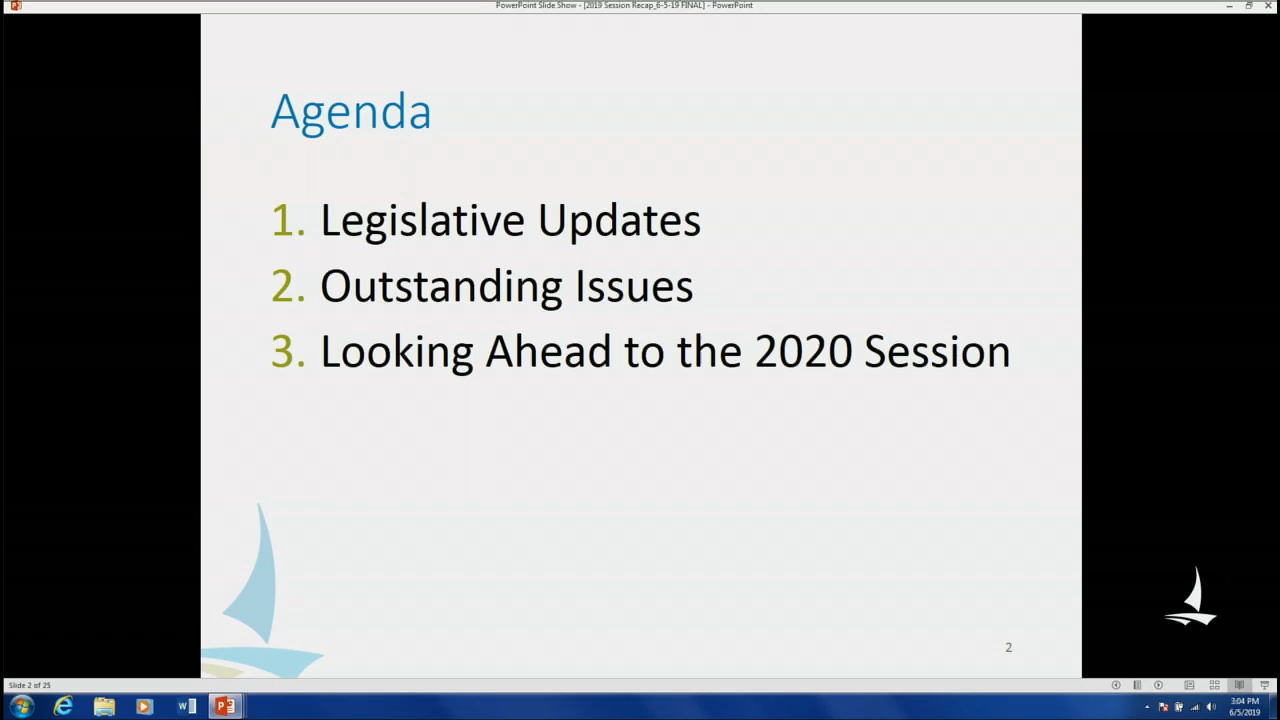 PowerPoint Slide Show - [2019 Session Recap_6-5-19 FINAL] - PowerPoint
Agenda
1. Legislative Updates
2. Outstanding Issues
3. Looking Ahead to the 2020 Session
2
Slide 2 of 25
3:04 PM
6/5/2019